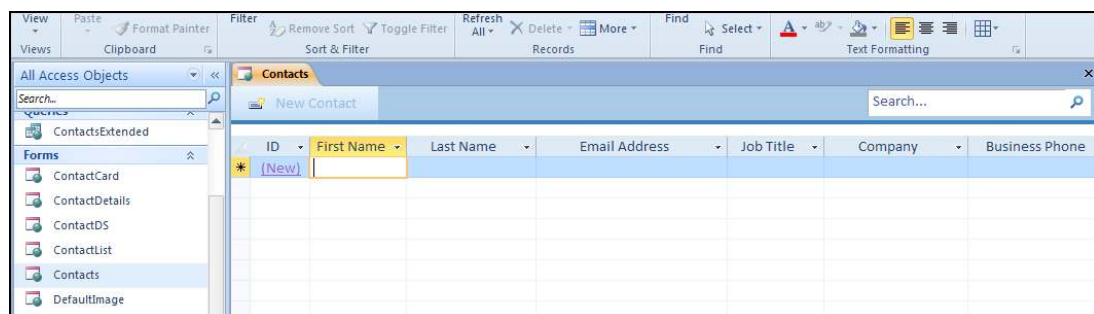 View Paste Format Painter Filter Remove Sort Toggle Filter Refresh All Delete More Find Select A ab
Views Clipboard Sort & Filter Records Find Text Formatting
All Access Objects
Contacts
Search...
New Contact
Search...
Queries
ContactsExtended
Forms
ContactCard
ContactDetails
ContactDS
ContactList
Contacts
DefaultImage
ID First Name Last Name Email Address Job Title Company Business Phone
(New)